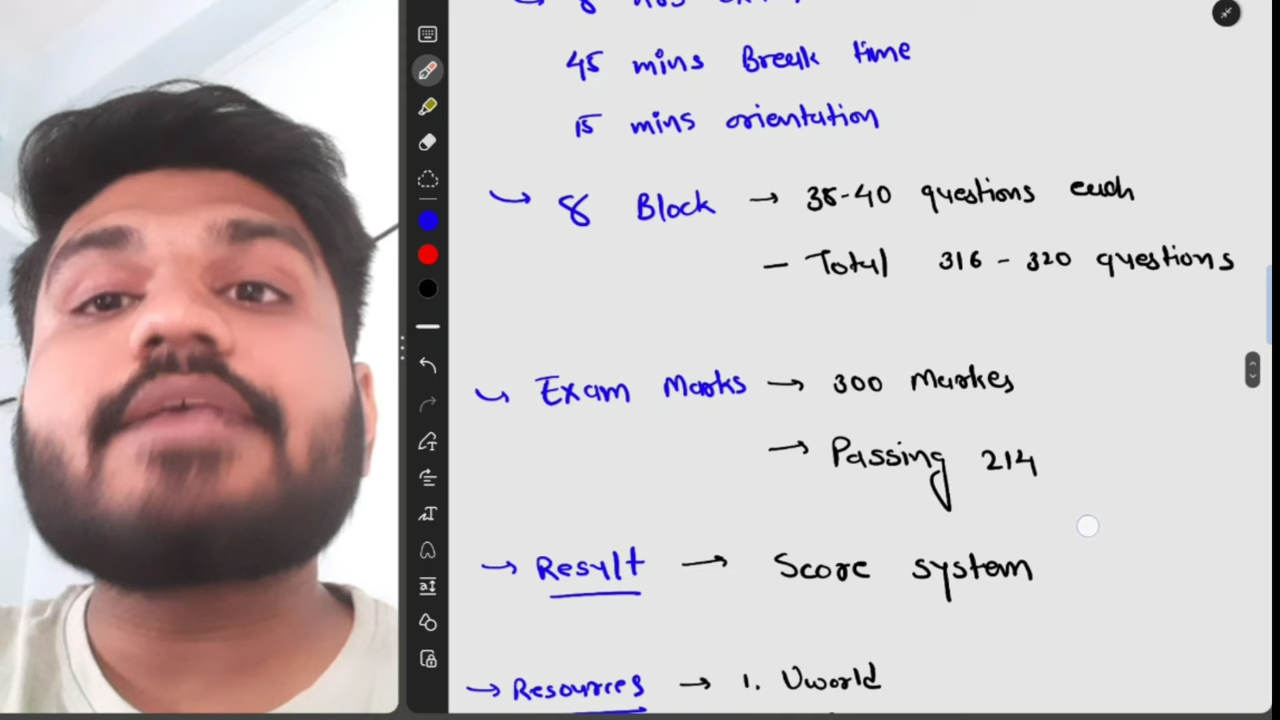 45 mins Break time
15 mins orientation
8 Block → 38-40 questions each
- Total 316 - 320 questions
Exam Marks → 300 Markes
→ Passing 214
→ Result → Score system
→ Resources → 1. Uworld